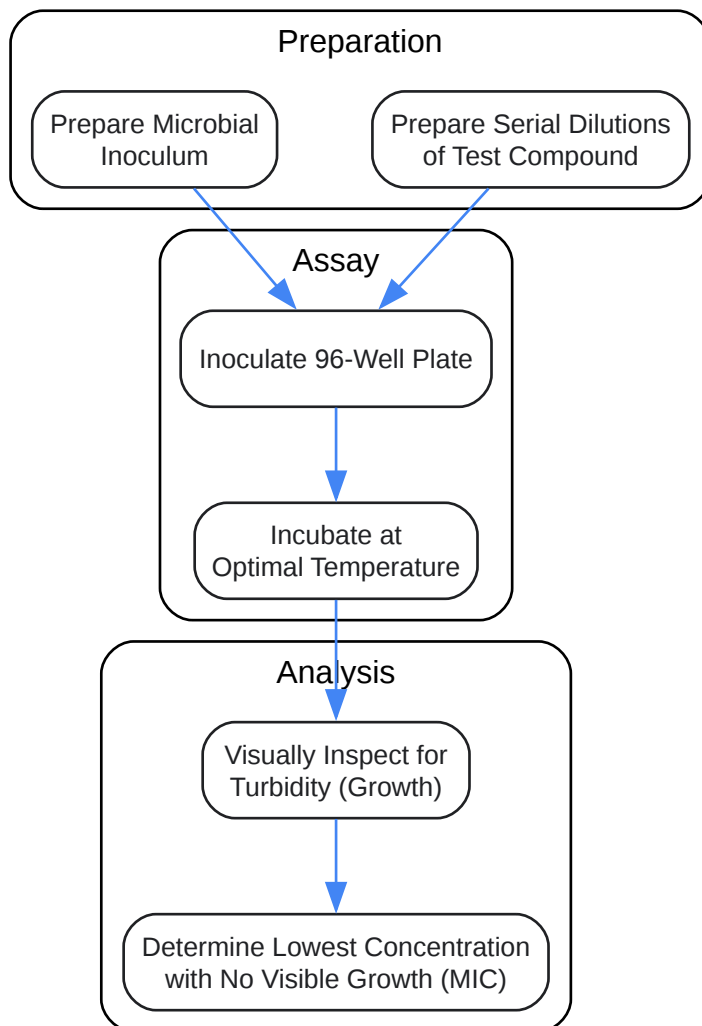 Preparation
Prepare Microbial
Inoculum
Prepare Serial Dilutions
of Test Compound
Assay
Inoculate 96-Well Plate
Incubate at
Optimal Temperature
Analysis
Visually Inspect for
Turbidity (Growth)
Determine Lowest Concentration
with No Visible Growth (MIC)